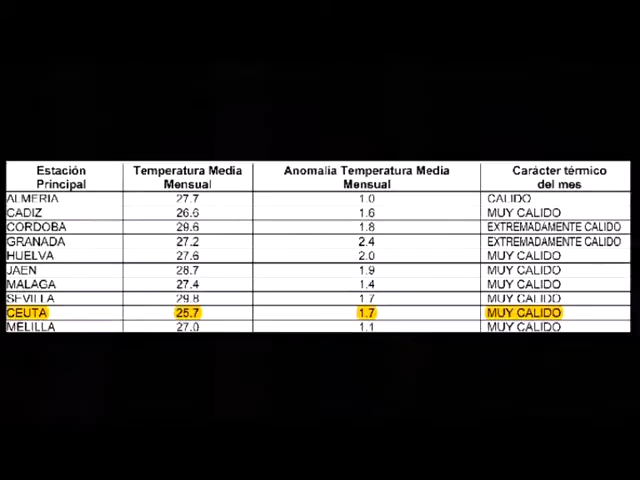 Estación Principal Temperatura Media Mensual Anomalía Temperatura Media Mensual Carácter térmico del mes
ALMERIA 27.7 1.0 CALIDO
CADIZ 26.6 1.6 MUY CALIDO
CORDOBA 29.6 1.8 EXTREMADAMENTE CALIDO
GRANADA 27.2 2.4 EXTREMADAMENTE CALIDO
HUELVA 27.6 2.0 MUY CALIDO
JAEN 28.7 1.9 MUY CALIDO
MALAGA 27.4 1.4 MUY CALIDO
SEVILLA 29.8 1.7 MUY CALIDO
CEUTA 25.7 1.7 MUY CALIDO
MELILLA 27.0 1.1 MUY CALIDO